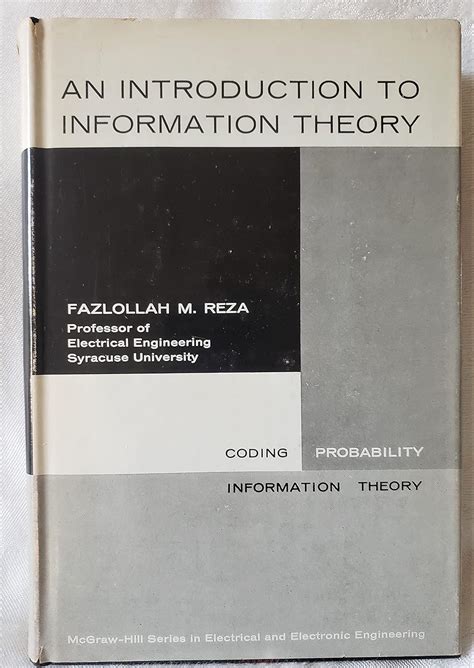 AN INTRODUCTION TO
INFORMATION THEORY
FAZLOLLAH M. REZA
Professor of
Electrical Engineering
Syracuse University
CODING PROBABILITY
INFORMATION THEORY
McGraw-Hill Series in Electrical and Electronic Engineering